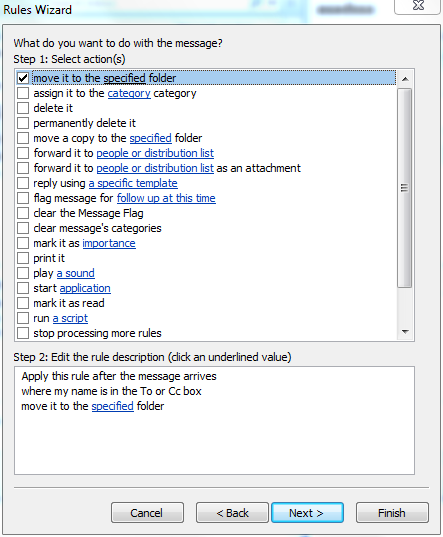 Rules Wizard
What do you want to do with the message?
Step 1: Select action(s)
move it to the specified folder
assign it to the category category
delete it
permanently delete it
move a copy to the specified folder
forward it to people or distribution list
forward it to people or distribution list as an attachment
reply using a specific template
flag message for follow up at this time
clear the Message Flag
clear message's categories
mark it as importance
print it
play a sound
start application
mark it as read
run a script
stop processing more rules
Step 2: Edit the rule description (click an underlined value)
Apply this rule after the message arrives
where my name is in the To or Cc box
move it to the specified folder
Cancel
< Back
Next >
Finish